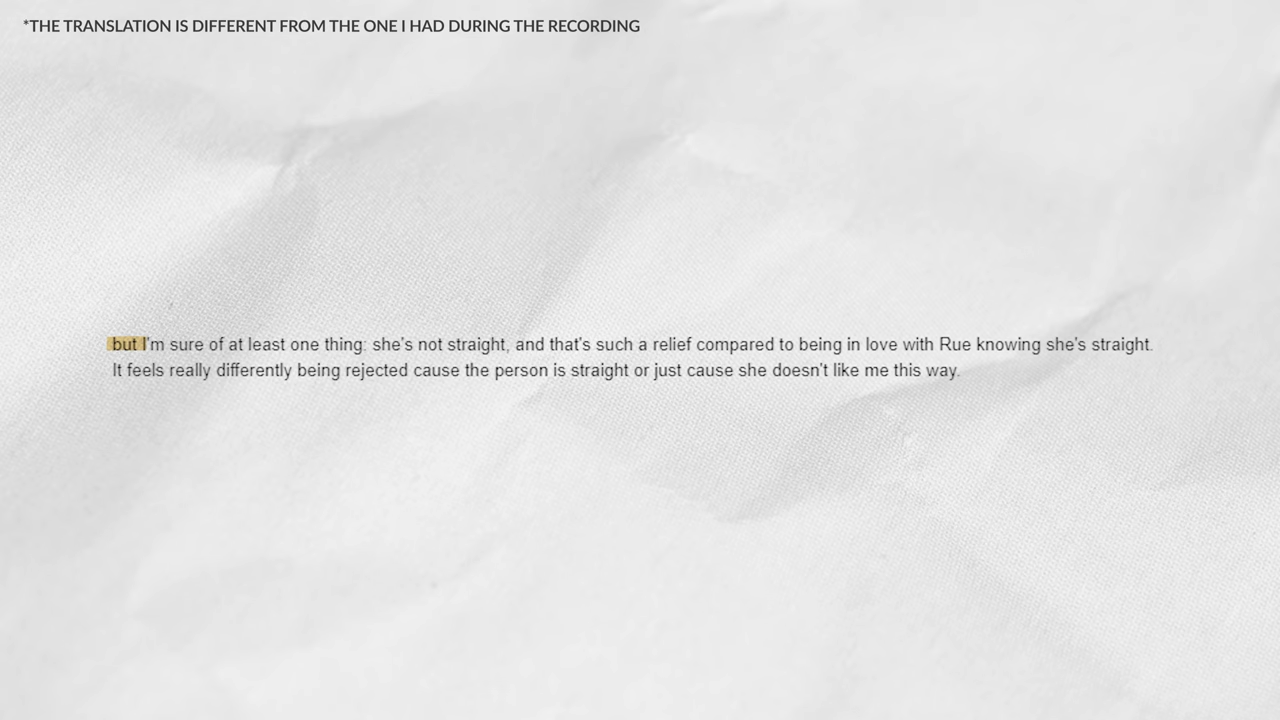 *THE TRANSLATION IS DIFFERENT FROM THE ONE I HAD DURING THE RECORDING
but I'm sure of at least one thing: she's not straight, and that's such a relief compared to being in love with Rue knowing she's straight.
It feels really differently being rejected cause the person is straight or just cause she doesn't like me this way.